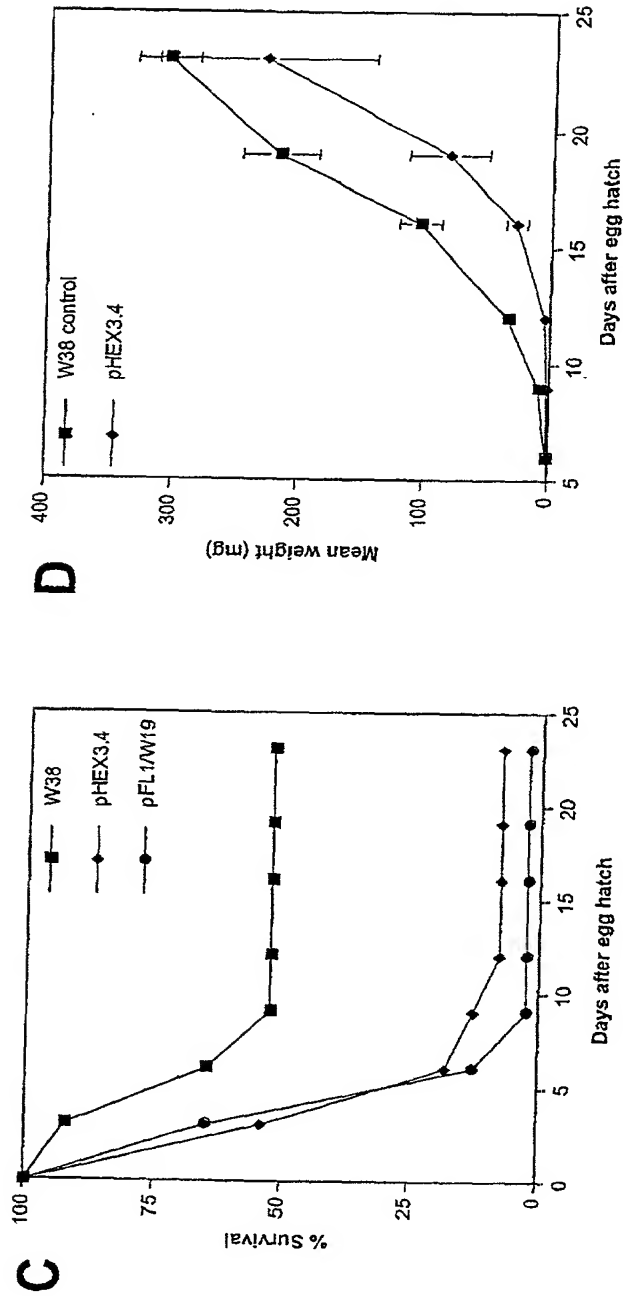 C
100
75
50
25
0
% Survival
W38
pHEX3.4
pFL1/W19
0
5
10
15
20
25
Days after egg hatch
D
400
300
200
100
0
Mean weight (mg)
W38 control
pHEX3.4
5
10
15
20
25
Days after egg hatch